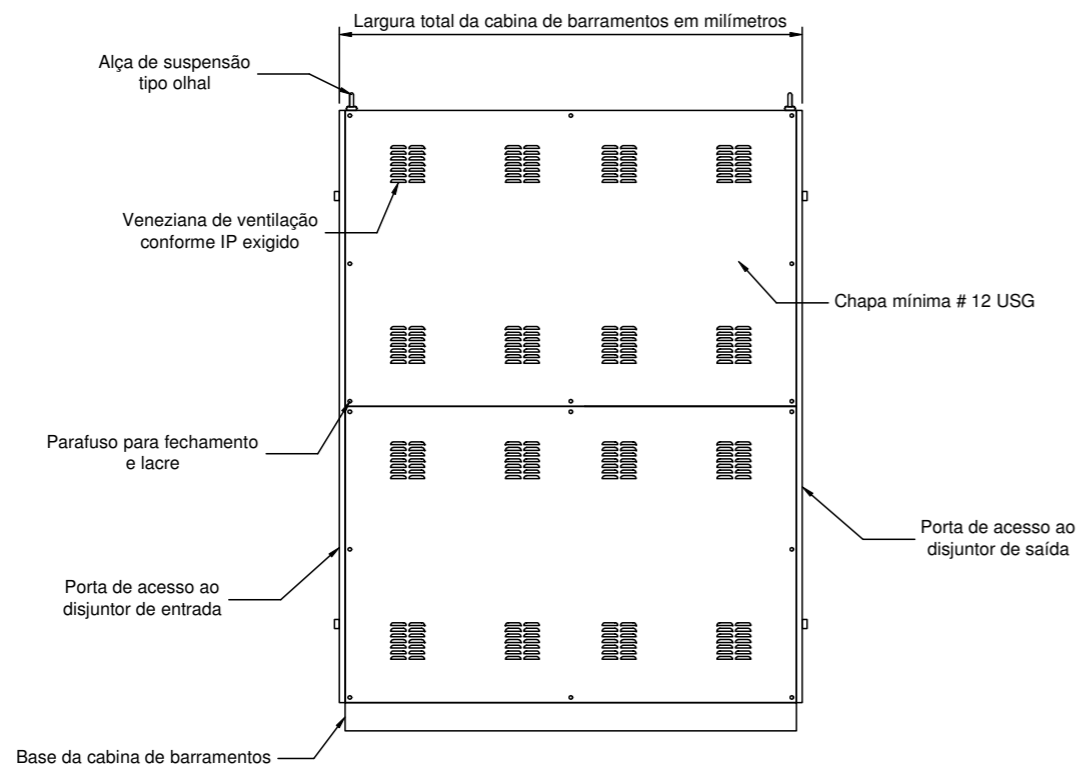 Largura total da cabina de barramentos em milímetros
Alça de suspensão
tipo olhal
Veneziana de ventilação
conforme IP exigido
Chapa mínima # 12 USG
Parafuso para fechamento
e lacre
Porta de acesso ao
disjuntor de saída
Porta de acesso ao
disjuntor de entrada
Base da cabina de barramentos